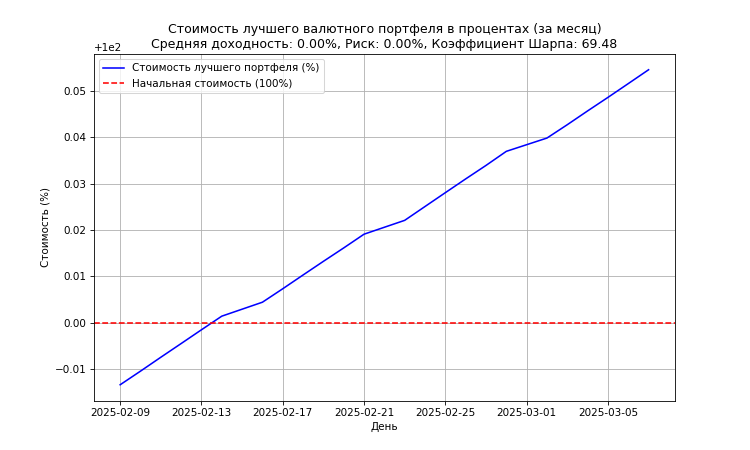 Стоимость лучшего валютного портфеля в процентах (за месяц)
Средняя доходность: 0.00%, Риск: 0.00%, Коэффициент Шарпа: 69.48
+1e2
Стоимость лучшего портфеля (%)
Начальная стоимость (100%)
Стоимость (%)
0.05
0.04
0.03
0.02
0.01
0.00
−0.01
2025-02-09 2025-02-13 2025-02-17 2025-02-21 2025-02-25 2025-03-01 2025-03-05
День